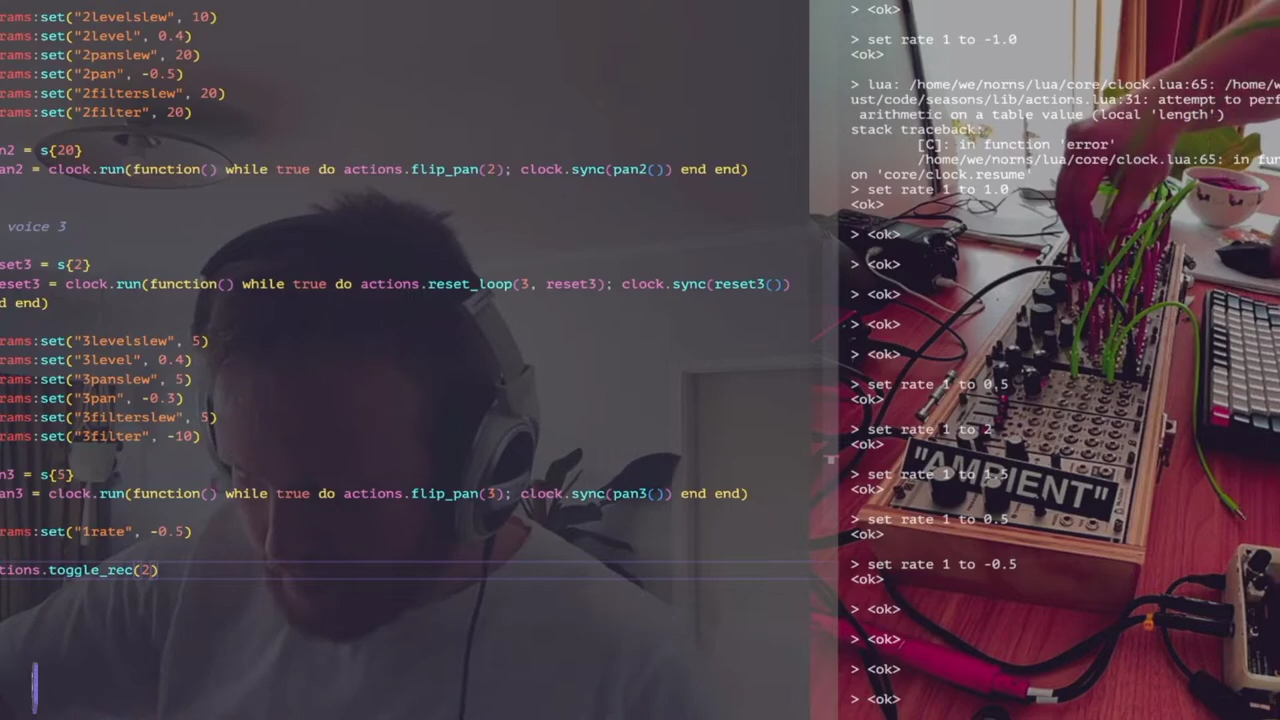 rams:set("2levelslew", 10)
rams:set("2level", 0.4)
rams:set("2panslew", 20)
rams:set("2pan", -0.5)
rams:set("2filterslew", 20)
rams:set("2filter", 20)
n2 = s{20}
an2 = clock.run(function() while true do actions.flip_pan(2); clock.sync(pan2()) end end)
voice 3
set3 = s{2}
eset3 = clock.run(function() while true do actions.reset_loop(3, reset3); clock.sync(reset3())
d end)
rams:set("3levelslew", 5)
rams:set("3level", 0.4)
rams:set("3panslew", 5)
rams:set("3pan", -0.3)
rams:set("3filterslew", 5)
rams:set("3filter", -10)
n3 = s{5}
an3 = clock.run(function() while true do actions.flip_pan(3); clock.sync(pan3()) end end)
rams:set("1rate", -0.5)
tions.toggle_rec(2)
> <ok>
> set rate 1 to -1.0
<ok>
> lua: /home/we/norns/lua/core/clock.lua:65: /home/w
ust/code/seasons/lib/actions.lua:31: attempt to perf
arithmetic on a table value (local 'length')
stack traceback:
[C]: in function 'error'
/home/we/norns/lua/core/clock.lua:65: in fu
on 'core/clock.resume'
> set rate 1 to 1.0
<ok>
> <ok>
> <ok>
> <ok>
> <ok>
> <ok>
> set rate 1 to 0.5
<ok>
> set rate 1 to 2
<ok>
> set rate 1 to 1.5
<ok>
> set rate 1 to 0.5
<ok>
> set rate 1 to -0.5
<ok>
> <ok>
> <ok>
> <ok>
> <ok>
"AMBIENT"